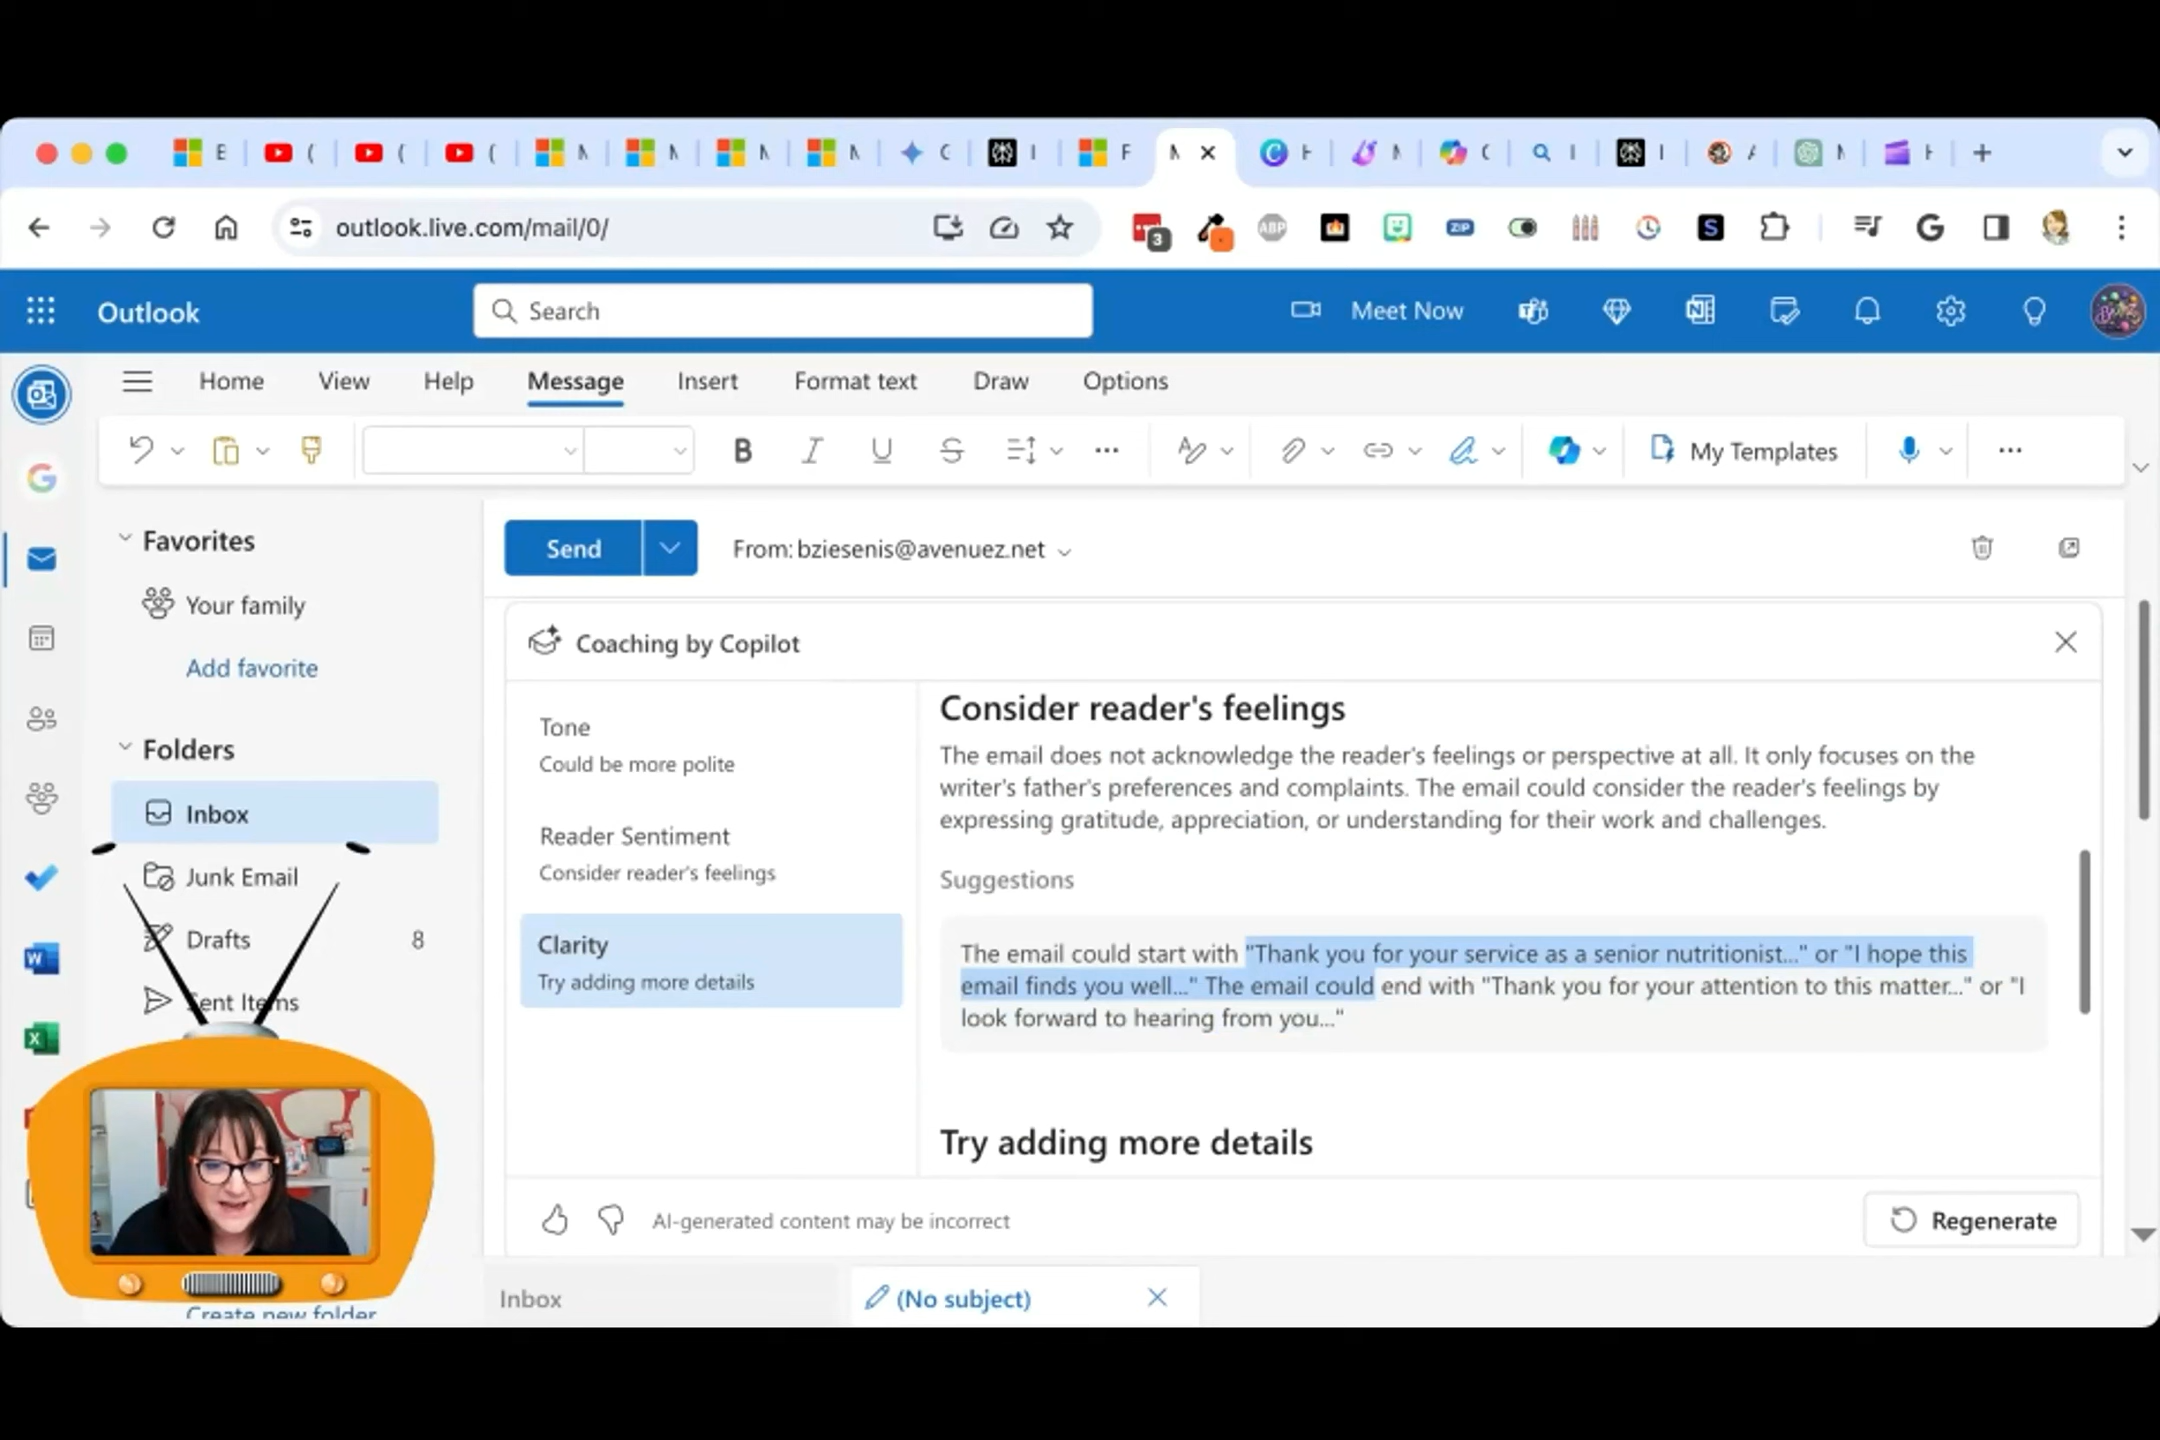 E ( ( ( M M M M C I F M H M C I I A M H
outlook.live.com/mail/0/
3 ABP ZIP S G
Outlook Search Meet Now
Home View Help Message Insert Format text Draw Options
B I U S My Templates
Send From: bziesenis@avenuez.net
Favorites
Your family
Add favorite
Folders
Inbox
Junk Email
Drafts 8
Sent Items
Create new folder
Coaching by Copilot
Tone
Could be more polite
Reader Sentiment
Consider reader's feelings
Clarity
Try adding more details
Consider reader's feelings
The email does not acknowledge the reader's feelings or perspective at all. It only focuses on the
writer's father's preferences and complaints. The email could consider the reader's feelings by
expressing gratitude, appreciation, or understanding for their work and challenges.
Suggestions
The email could start with "Thank you for your service as a senior nutritionist..." or "I hope this
email finds you well..." The email could end with "Thank you for your attention to this matter..." or "I
look forward to hearing from you..."
Try adding more details
AI-generated content may be incorrect
Regenerate
Inbox
(No subject)